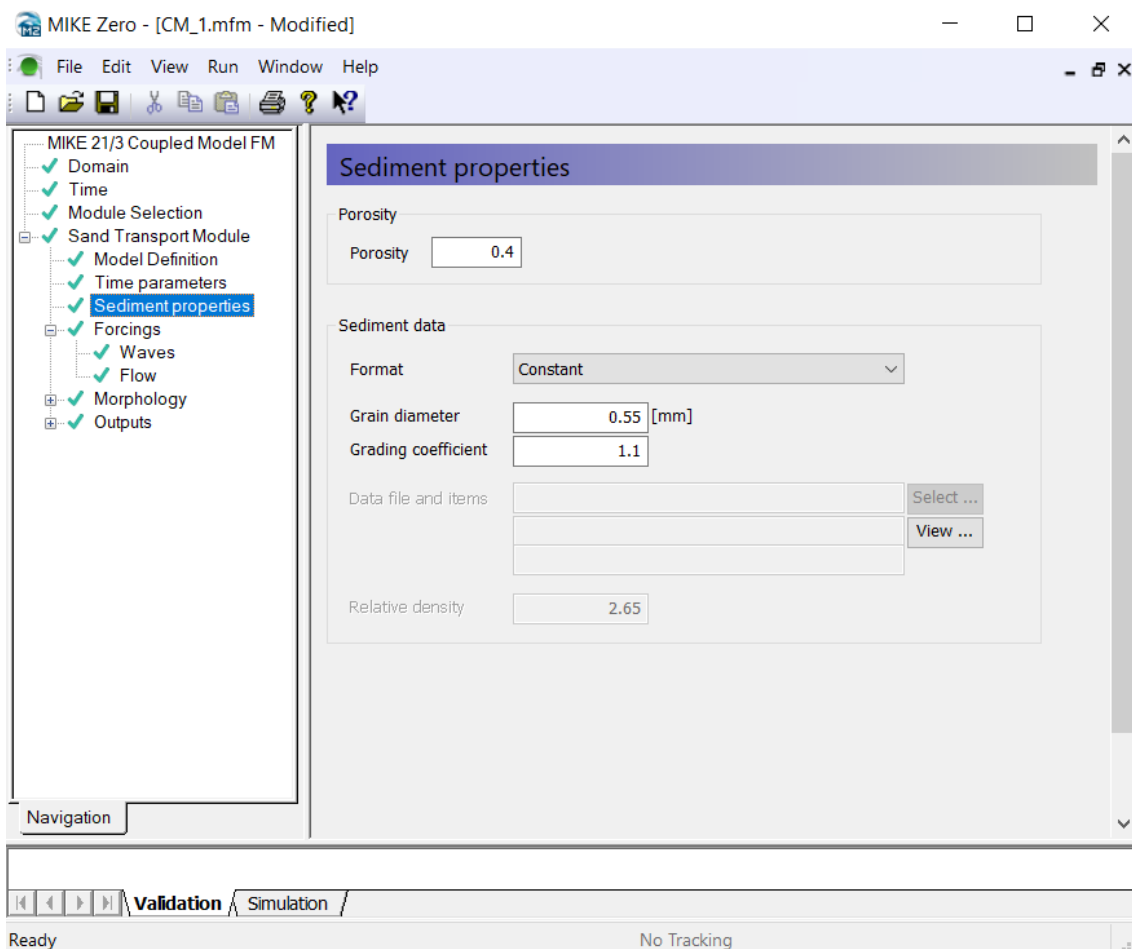 MIKE Zero - [CM_1.mfm - Modified]
File Edit View Run Window Help
MIKE 21/3 Coupled Model FM
Domain
Time
Module Selection
Sand Transport Module
Model Definition
Time parameters
Sediment properties
Forcings
Waves
Flow
Morphology
Outputs
Navigation
Sediment properties
Porosity
Porosity 0.4
Sediment data
Format Constant
Grain diameter 0.55 [mm]
Grading coefficient 1.1
Data file and items Select ...
View ...
Relative density 2.65
Validation Simulation
Ready No Tracking